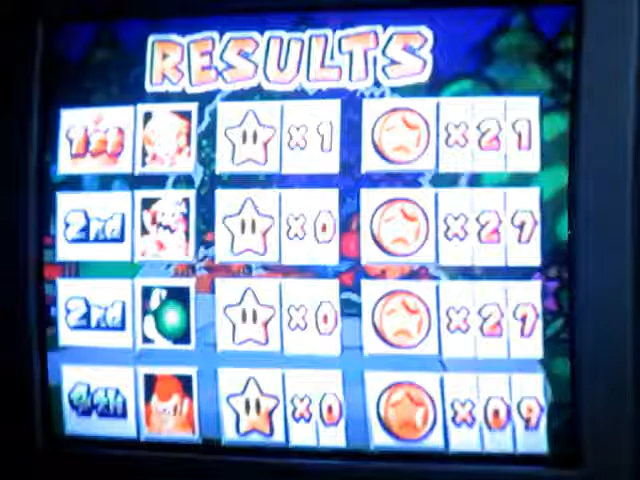 RESULTS
1st ×1 ×21
2nd ×0 ×27
2nd ×0 ×27
4th ×0 ×09